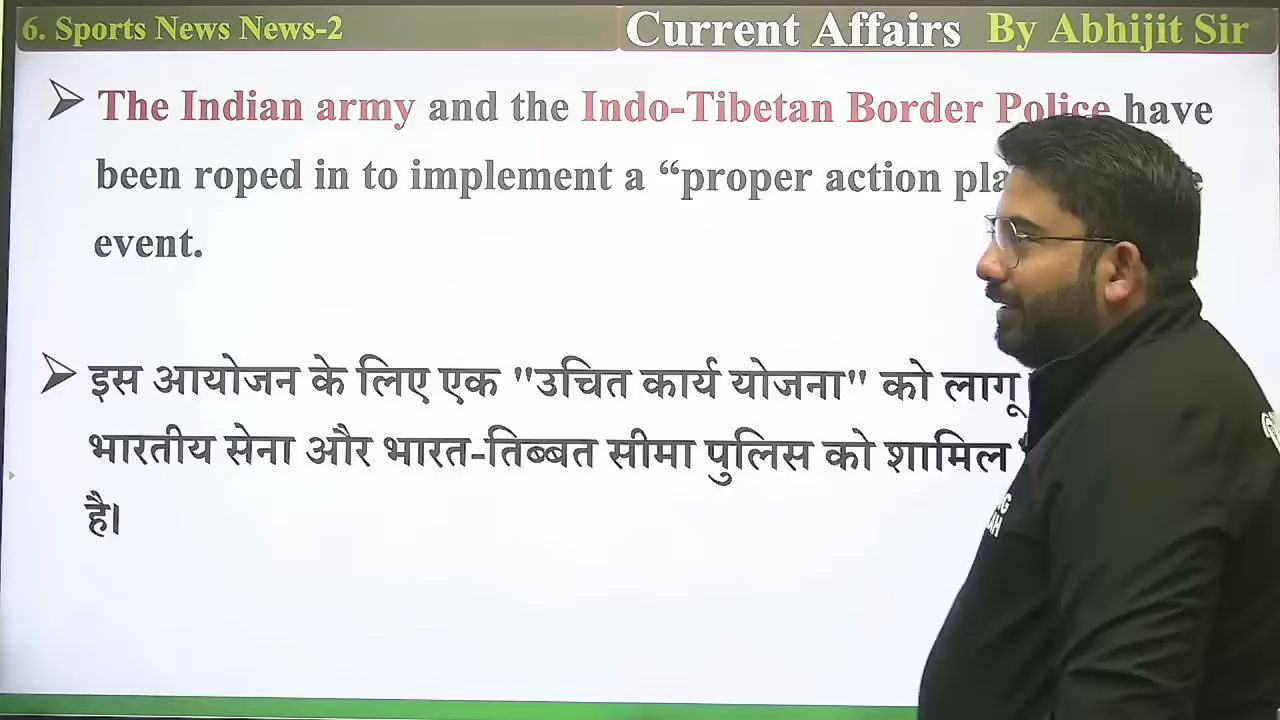 6. Sports News News-2
Current Affairs By Abhijit Sir
The Indian army and the Indo-Tibetan Border Police have
been roped in to implement a “proper action
event.
इस आयोजन के लिए एक "उचित कार्य योजना" को लागू
भारतीय सेना और भारत-तिब्बत सीमा पुलिस को शामिल
है।